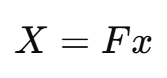 X = Fx